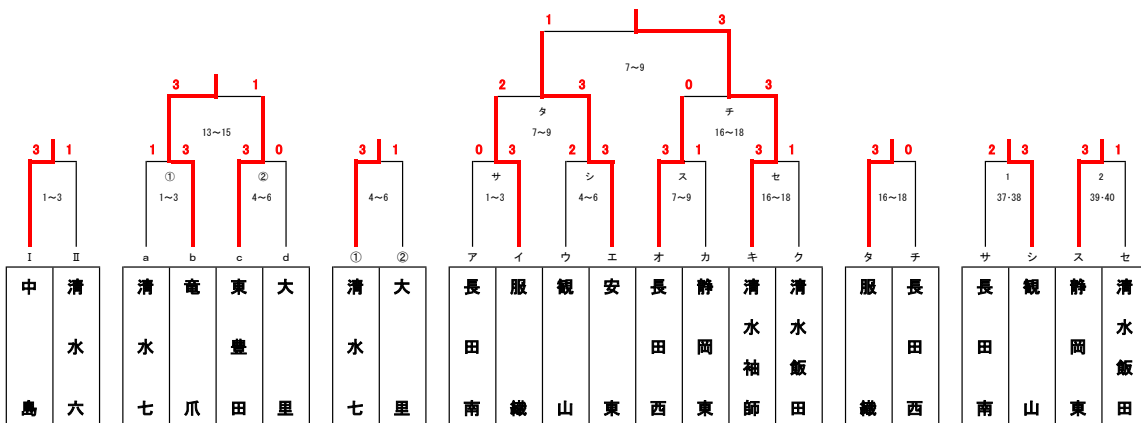 1 3
7～9
3 1
2 3
0 3
タ
チ
13～15
7～9
16～18
3 1
1 3
3 0
3 1
0 3
2 3
3 1
3 1
3 0
2 3
3 1
① ②
サ シ ス セ
1 2
1～3
1～3
4～6
4～6
1～3
4～6
7～9
16～18
16～18
37･38
39･40
Ⅰ Ⅱ
a b c d
① ②
ア イ ウ エ オ カ キ ク
タ チ
サ シ ス セ
中島
清水六
清水七
竜爪
東豊田
大里
清水七
大里
長田南
服織
観山
安東
長田西
静岡東
清水袖師
清水飯田
服織
長田西
長田南
観山
静岡東
清水飯田